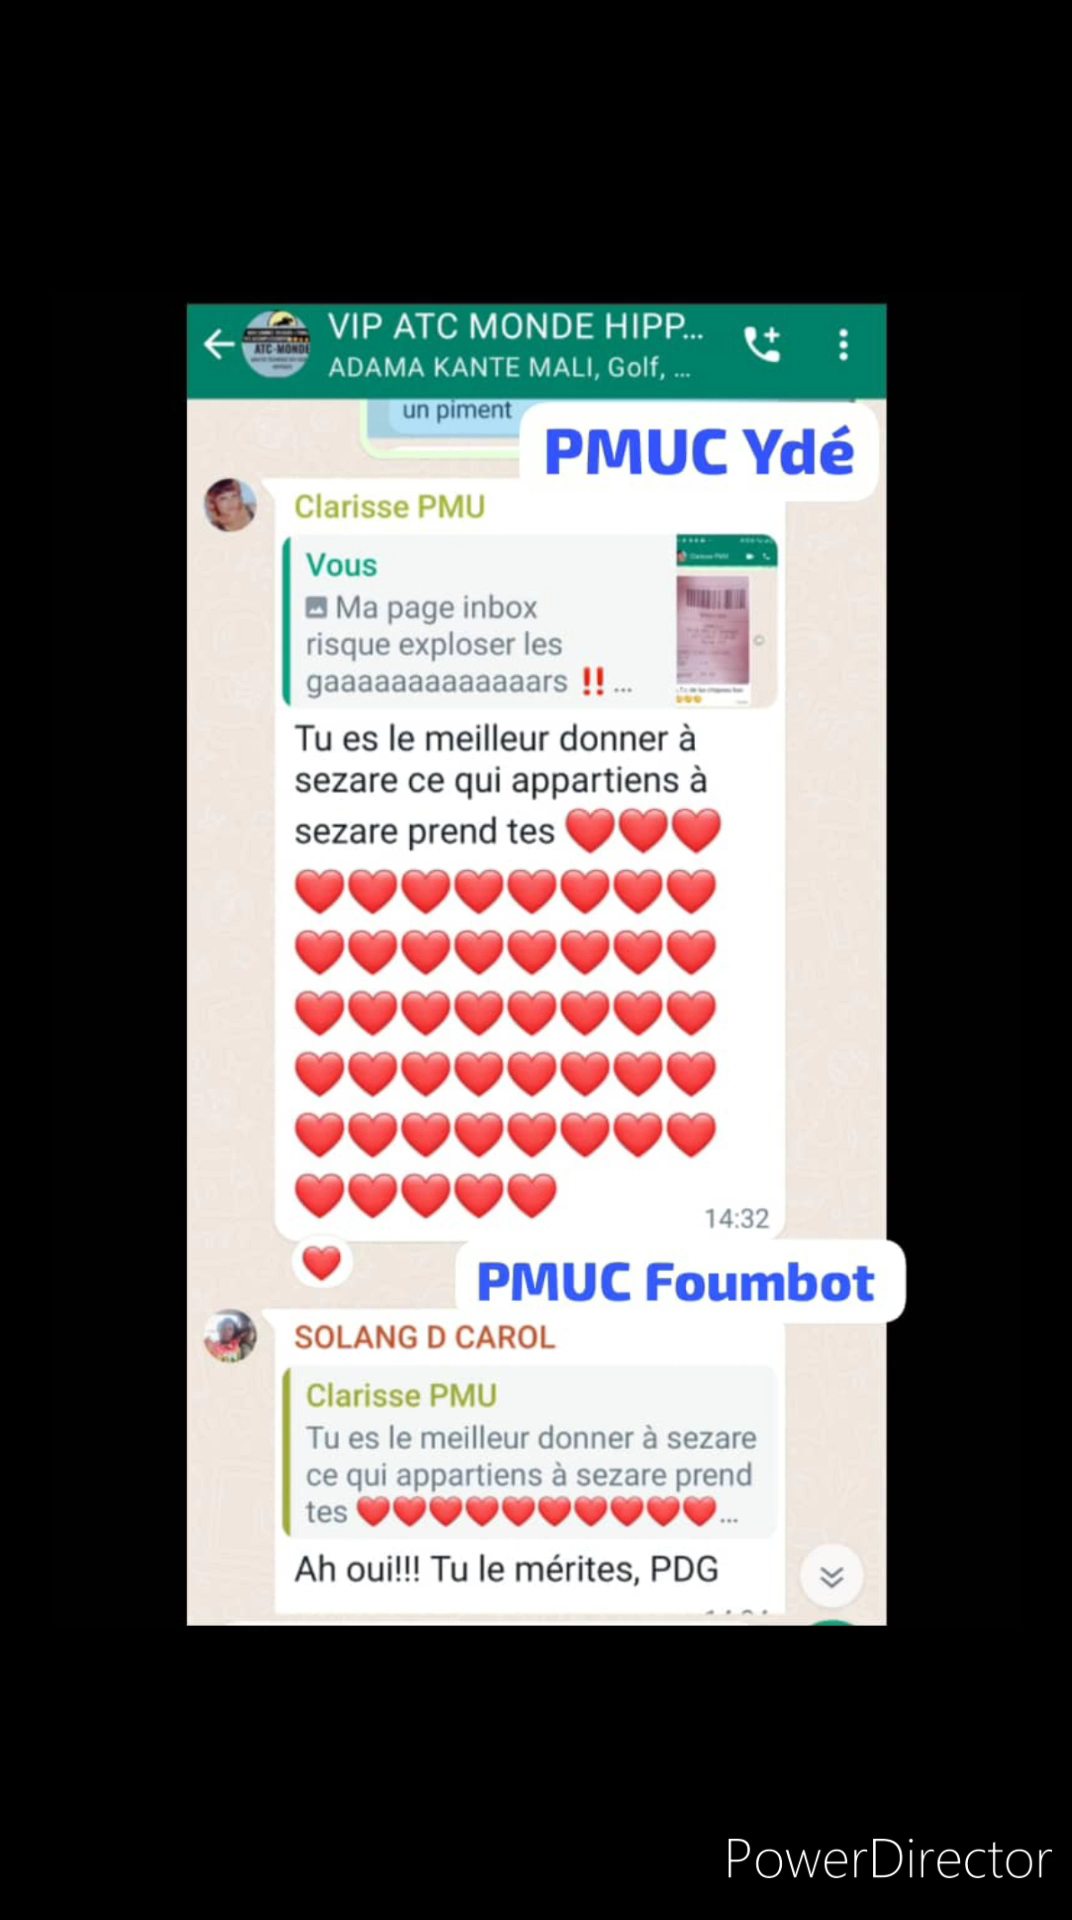 VIP ATC MONDE HIPP...
ADAMA KANTE MALI, Golf, ...
ATC-MONDE
un piment
PMUC Ydé
Clarisse PMU
Vous
Ma page inbox
risque exploser les
gaaaaaaaaaaaaars ‼️ ...
Tu es le meilleur donner à
sezare ce qui appartiens à
sezare prend tes ❤️❤️❤️
❤️❤️❤️❤️❤️❤️❤️❤️
❤️❤️❤️❤️❤️❤️❤️❤️
❤️❤️❤️❤️❤️❤️❤️❤️
❤️❤️❤️❤️❤️❤️❤️❤️
❤️❤️❤️❤️❤️❤️❤️❤️
❤️❤️❤️❤️❤️
14:32
❤️
PMUC Foumbot
SOLANG D CAROL
Clarisse PMU
Tu es le meilleur donner à sezare
ce qui appartiens à sezare prend
tes ❤️❤️❤️❤️❤️❤️❤️❤️❤️❤️...
Ah oui!!! Tu le mérites, PDG
PowerDirector